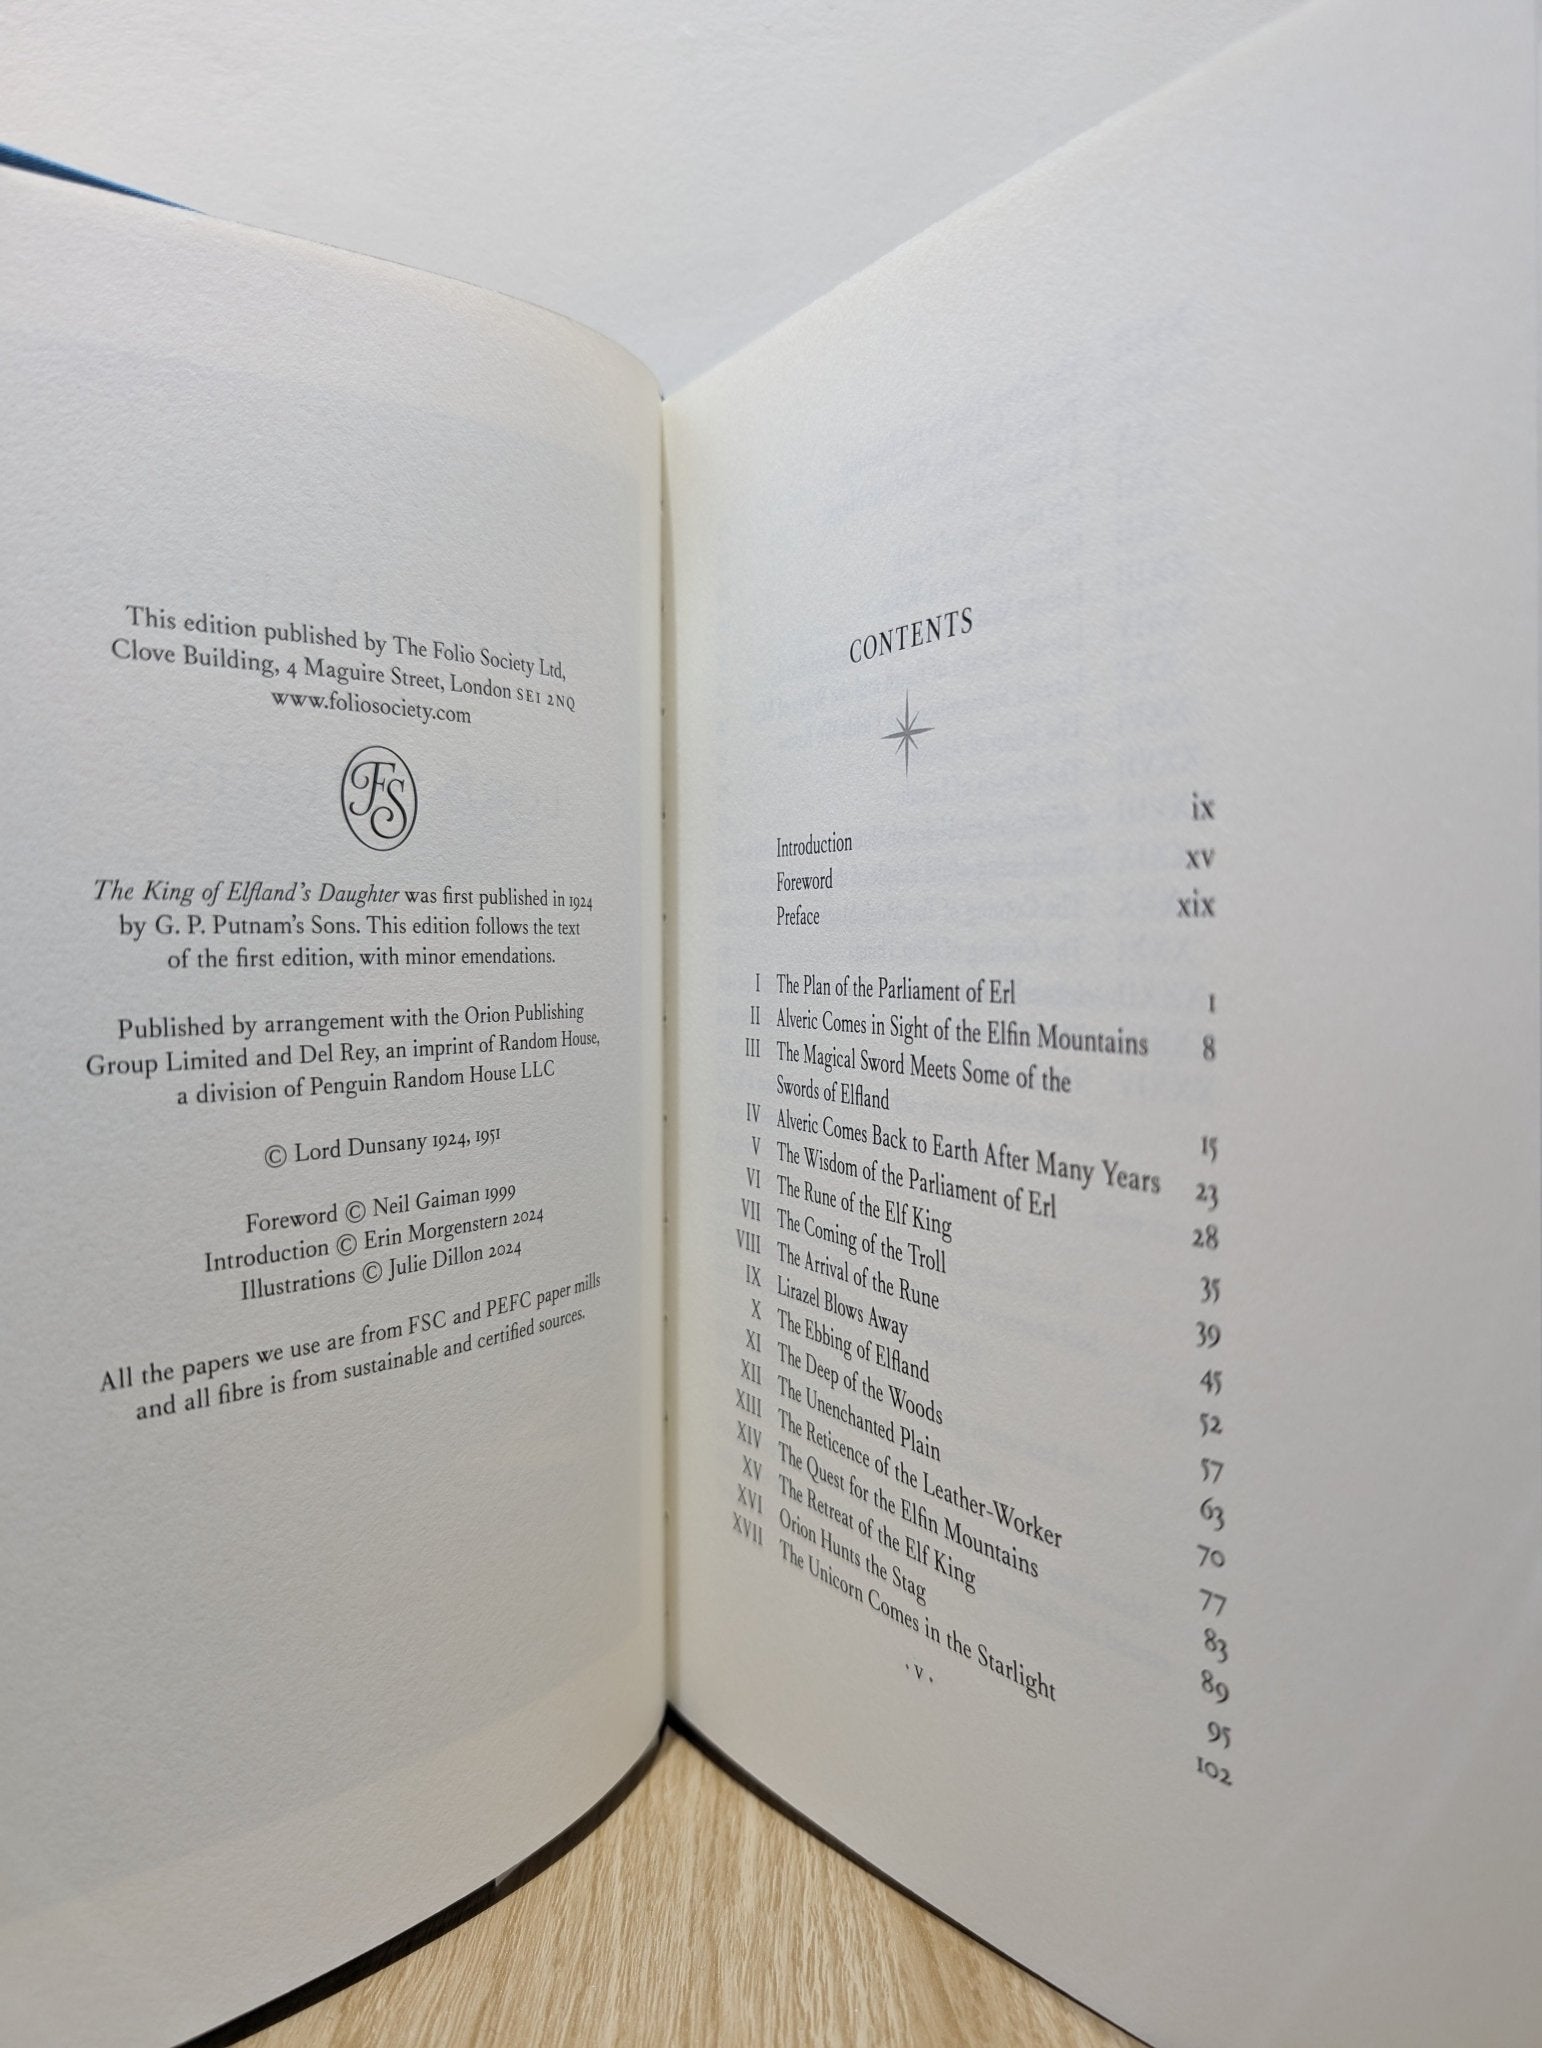 This edition published by The Folio Society Ltd,
Clove Building, 4 Maguire Street, London SE1 2NQ
www.foliosociety.com
FS
The King of Elfland's Daughter was first published in 1924
by G. P. Putnam's Sons. This edition follows the text
of the first edition, with minor emendations.
Published by arrangement with the Orion Publishing
Group Limited and Del Rey, an imprint of Random House,
a division of Penguin Random House LLC
© Lord Dunsany 1924, 1951
Foreword © Neil Gaiman 1999
Introduction © Erin Morgenstern 2024
Illustrations © Julie Dillon 2024
All the papers we use are from FSC and PEFC paper mills
and all fibre is from sustainable and certified sources.
CONTENTS
Introduction ix
Foreword xv
Preface xix
I The Plan of the Parliament of Erl 1
II Alveric Comes in Sight of the Elfin Mountains 8
III The Magical Sword Meets Some of the
Swords of Elfland 15
IV Alveric Comes Back to Earth After Many Years 23
V The Wisdom of the Parliament of Erl 28
VI The Rune of the Elf King 35
VII The Coming of the Troll 39
VIII The Arrival of the Rune 45
IX Lirazel Blows Away 52
X The Ebbing of Elfland 57
XI The Deep of the Woods 63
XII The Unenchanted Plain 70
XIII The Reticence of the Leather-Worker 77
XIV The Quest for the Elfin Mountains 83
XV The Retreat of the Elf King 89
XVI Orion Hunts the Stag 95
XVII The Unicorn Comes in the Starlight 102
· v ·